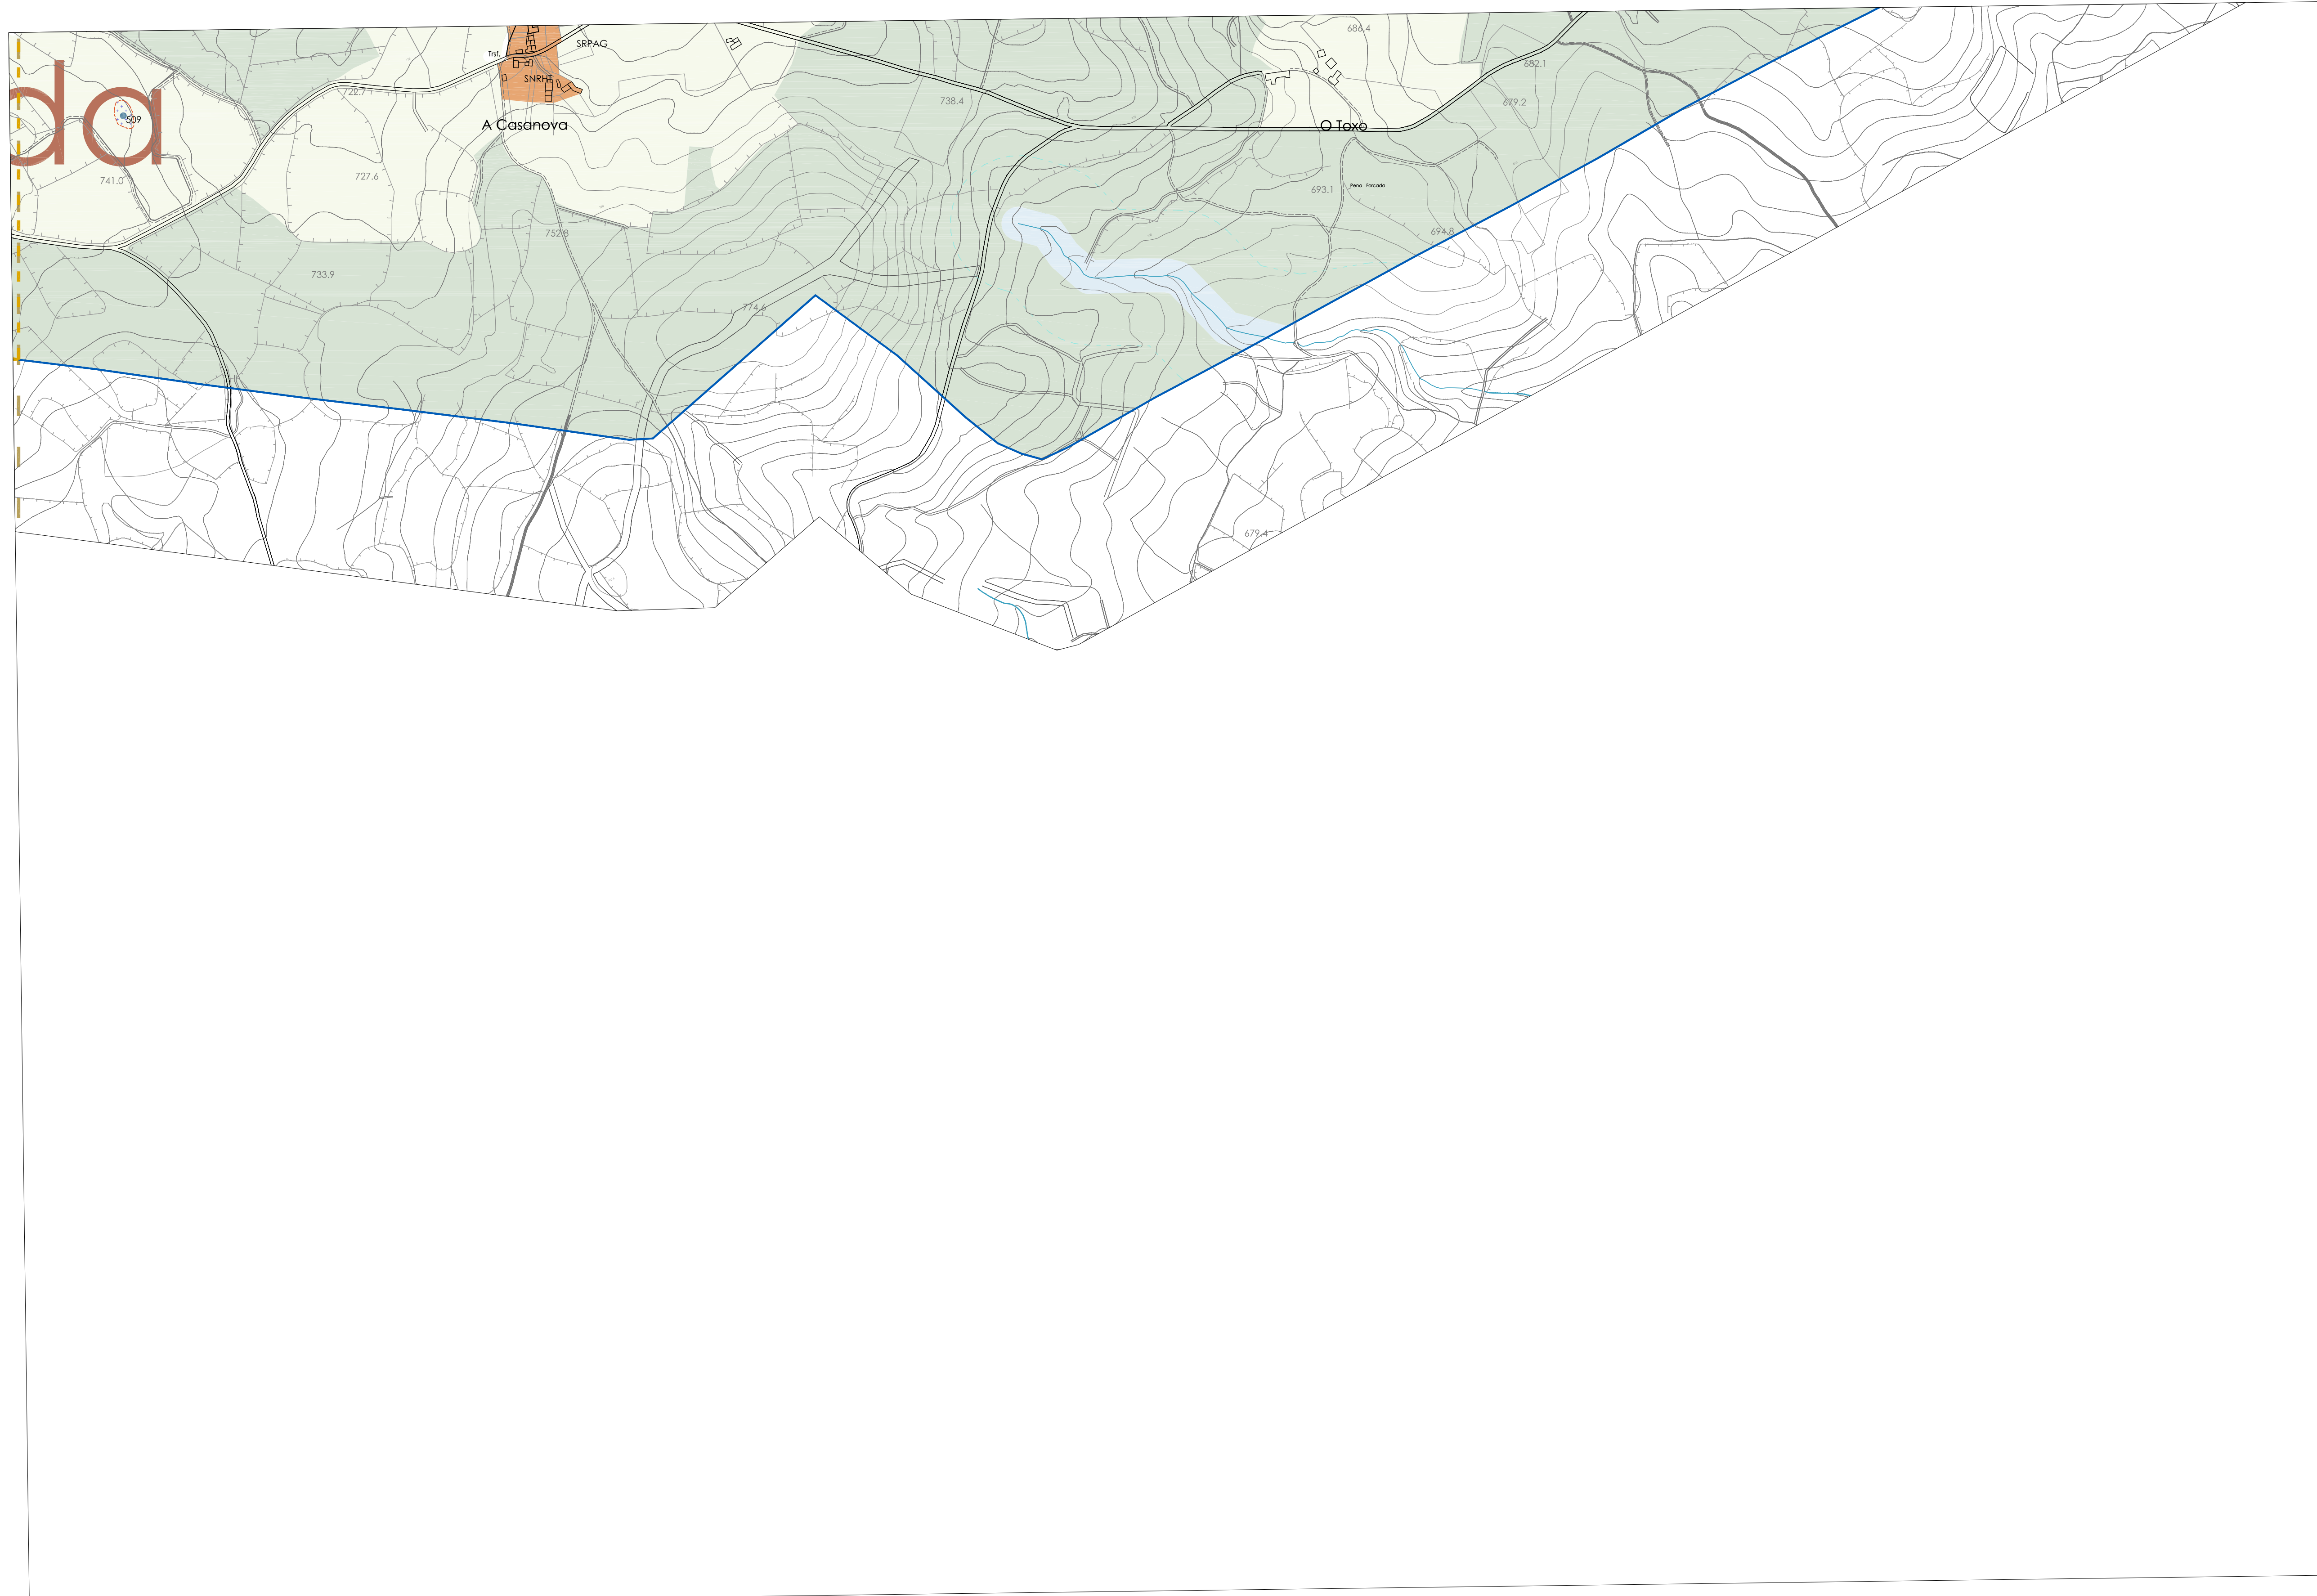 686.4
SRPAG
Trsf.
682.1
SNRHT
722.7
738.4
679.2
da
509
A Casanova
O Toxo
727.6
741.0
693.1
Pena Forcada
694.8
752.8
733.9
774.6
679.4